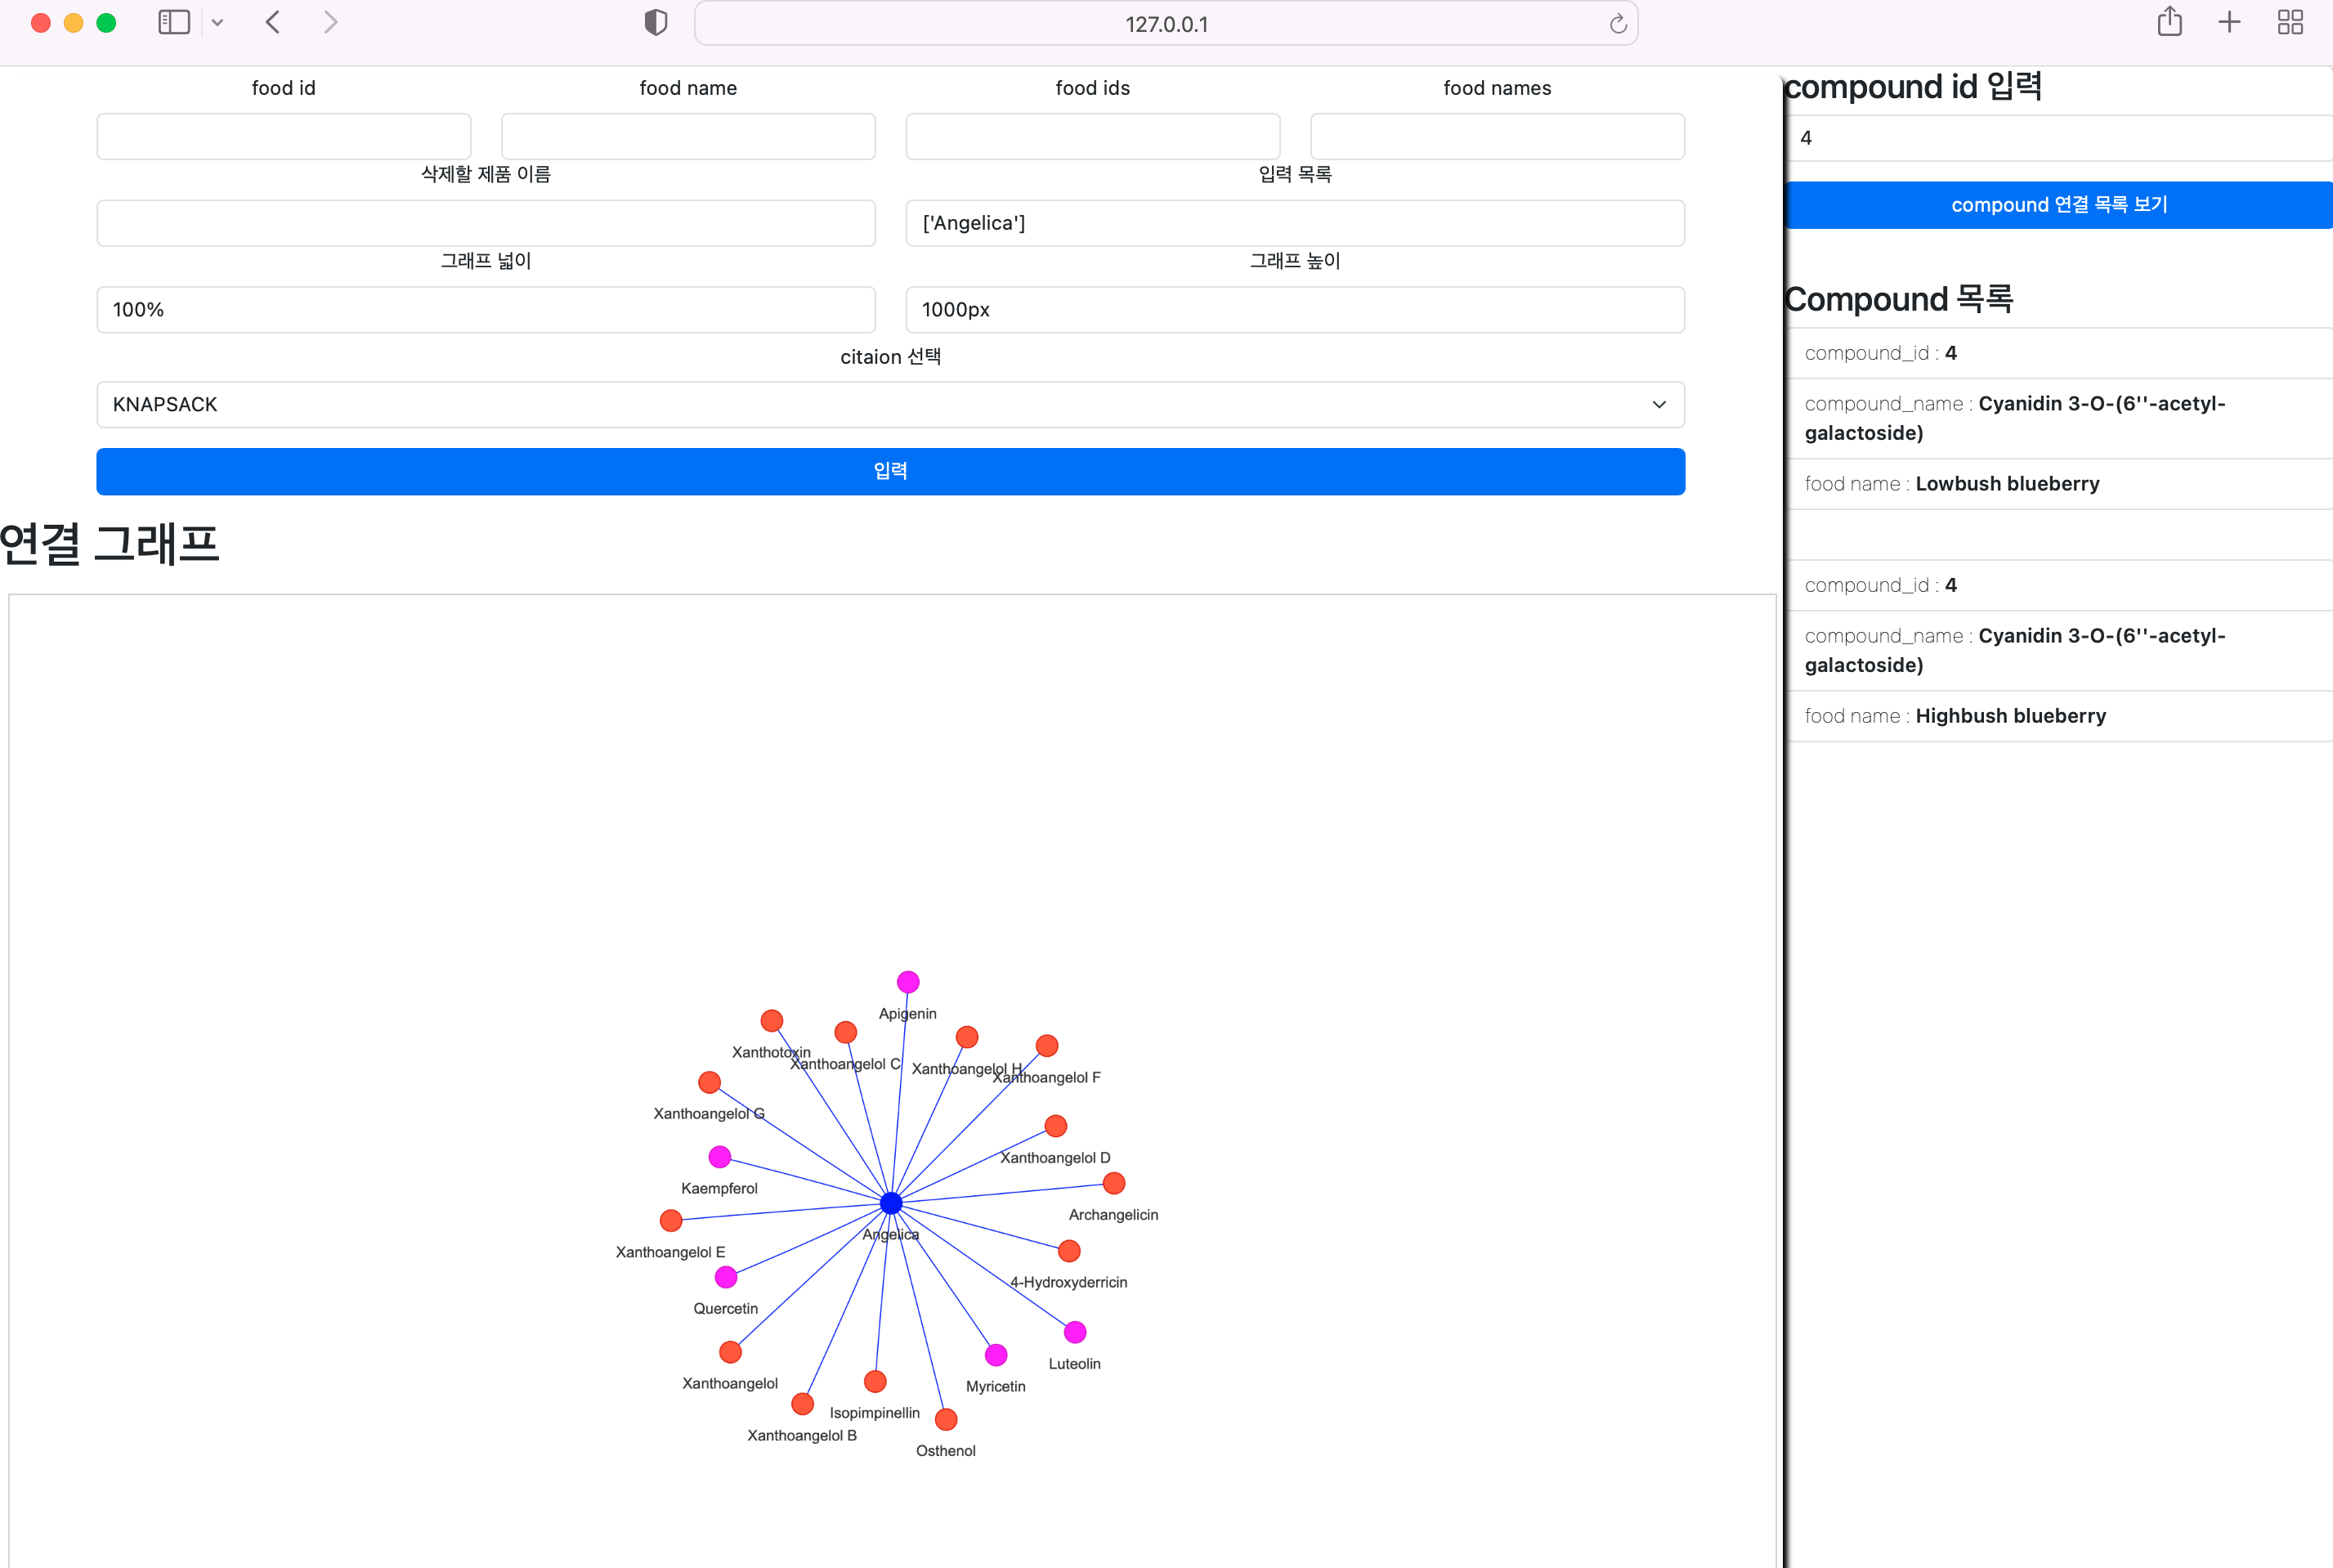 127.0.0.1
food id
food name
food ids
food names
삭제할 제품 이름
입력 목록
['Angelica']
그래프 넓이
그래프 높이
100%
1000px
citaion 선택
KNAPSACK
입력
연결 그래프
Apigenin
Xanthotoxin
Xanthoangelol C
Xanthoangelol H
Xanthoangelol F
Xanthoangelol G
Xanthoangelol D
Kaempferol
Archangelicin
Angelica
Xanthoangelol E
4-Hydroxyderricin
Quercetin
Luteolin
Xanthoangelol
Myricetin
Isopimpinellin
Xanthoangelol B
Osthenol
compound id 입력
4
compound 연결 목록 보기
Compound 목록
compound_id : 4
compound_name : Cyanidin 3-O-(6''-acetyl-
galactoside)
food name : Lowbush blueberry
compound_id : 4
compound_name : Cyanidin 3-O-(6''-acetyl-
galactoside)
food name : Highbush blueberry